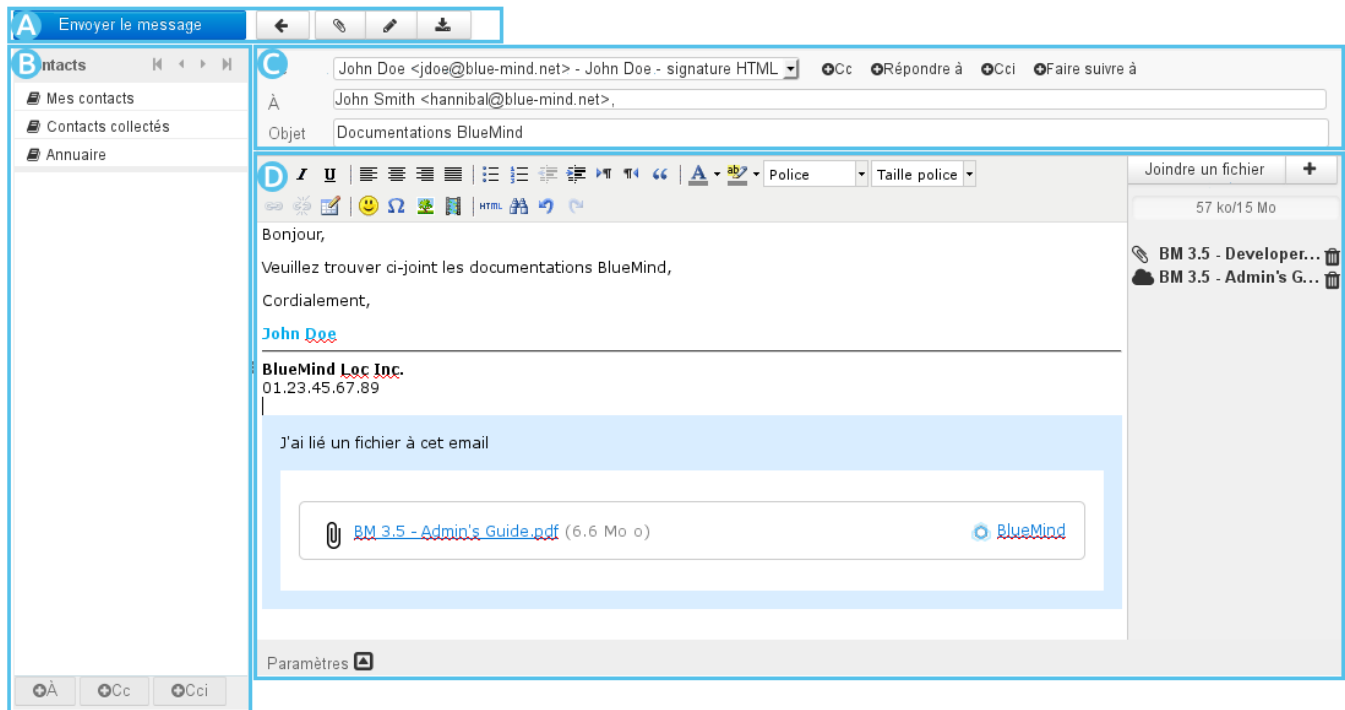 A Envoyer le message
B ntacts
Mes contacts
Contacts collectés
Annuaire
À Cc Cci
C John Doe <jdoe@blue-mind.net> - John Doe - signature HTML Cc Répondre à Cci Faire suivre à
À John Smith <hannibal@blue-mind.net>,
Objet Documentations BlueMind
D I U A ab Police Taille police
Ω HTML
Bonjour,
Veuillez trouver ci-joint les documentations BlueMind,
Cordialement,
John Doe
BlueMind Loc Inc.
01.23.45.67.89
J'ai lié un fichier à cet email
BM 3.5 - Admin's Guide.pdf (6.6 Mo o) BlueMind
Paramètres
Joindre un fichier +
57 ko/15 Mo
BM 3.5 - Develope​r...
BM 3.5 - Admin's G...